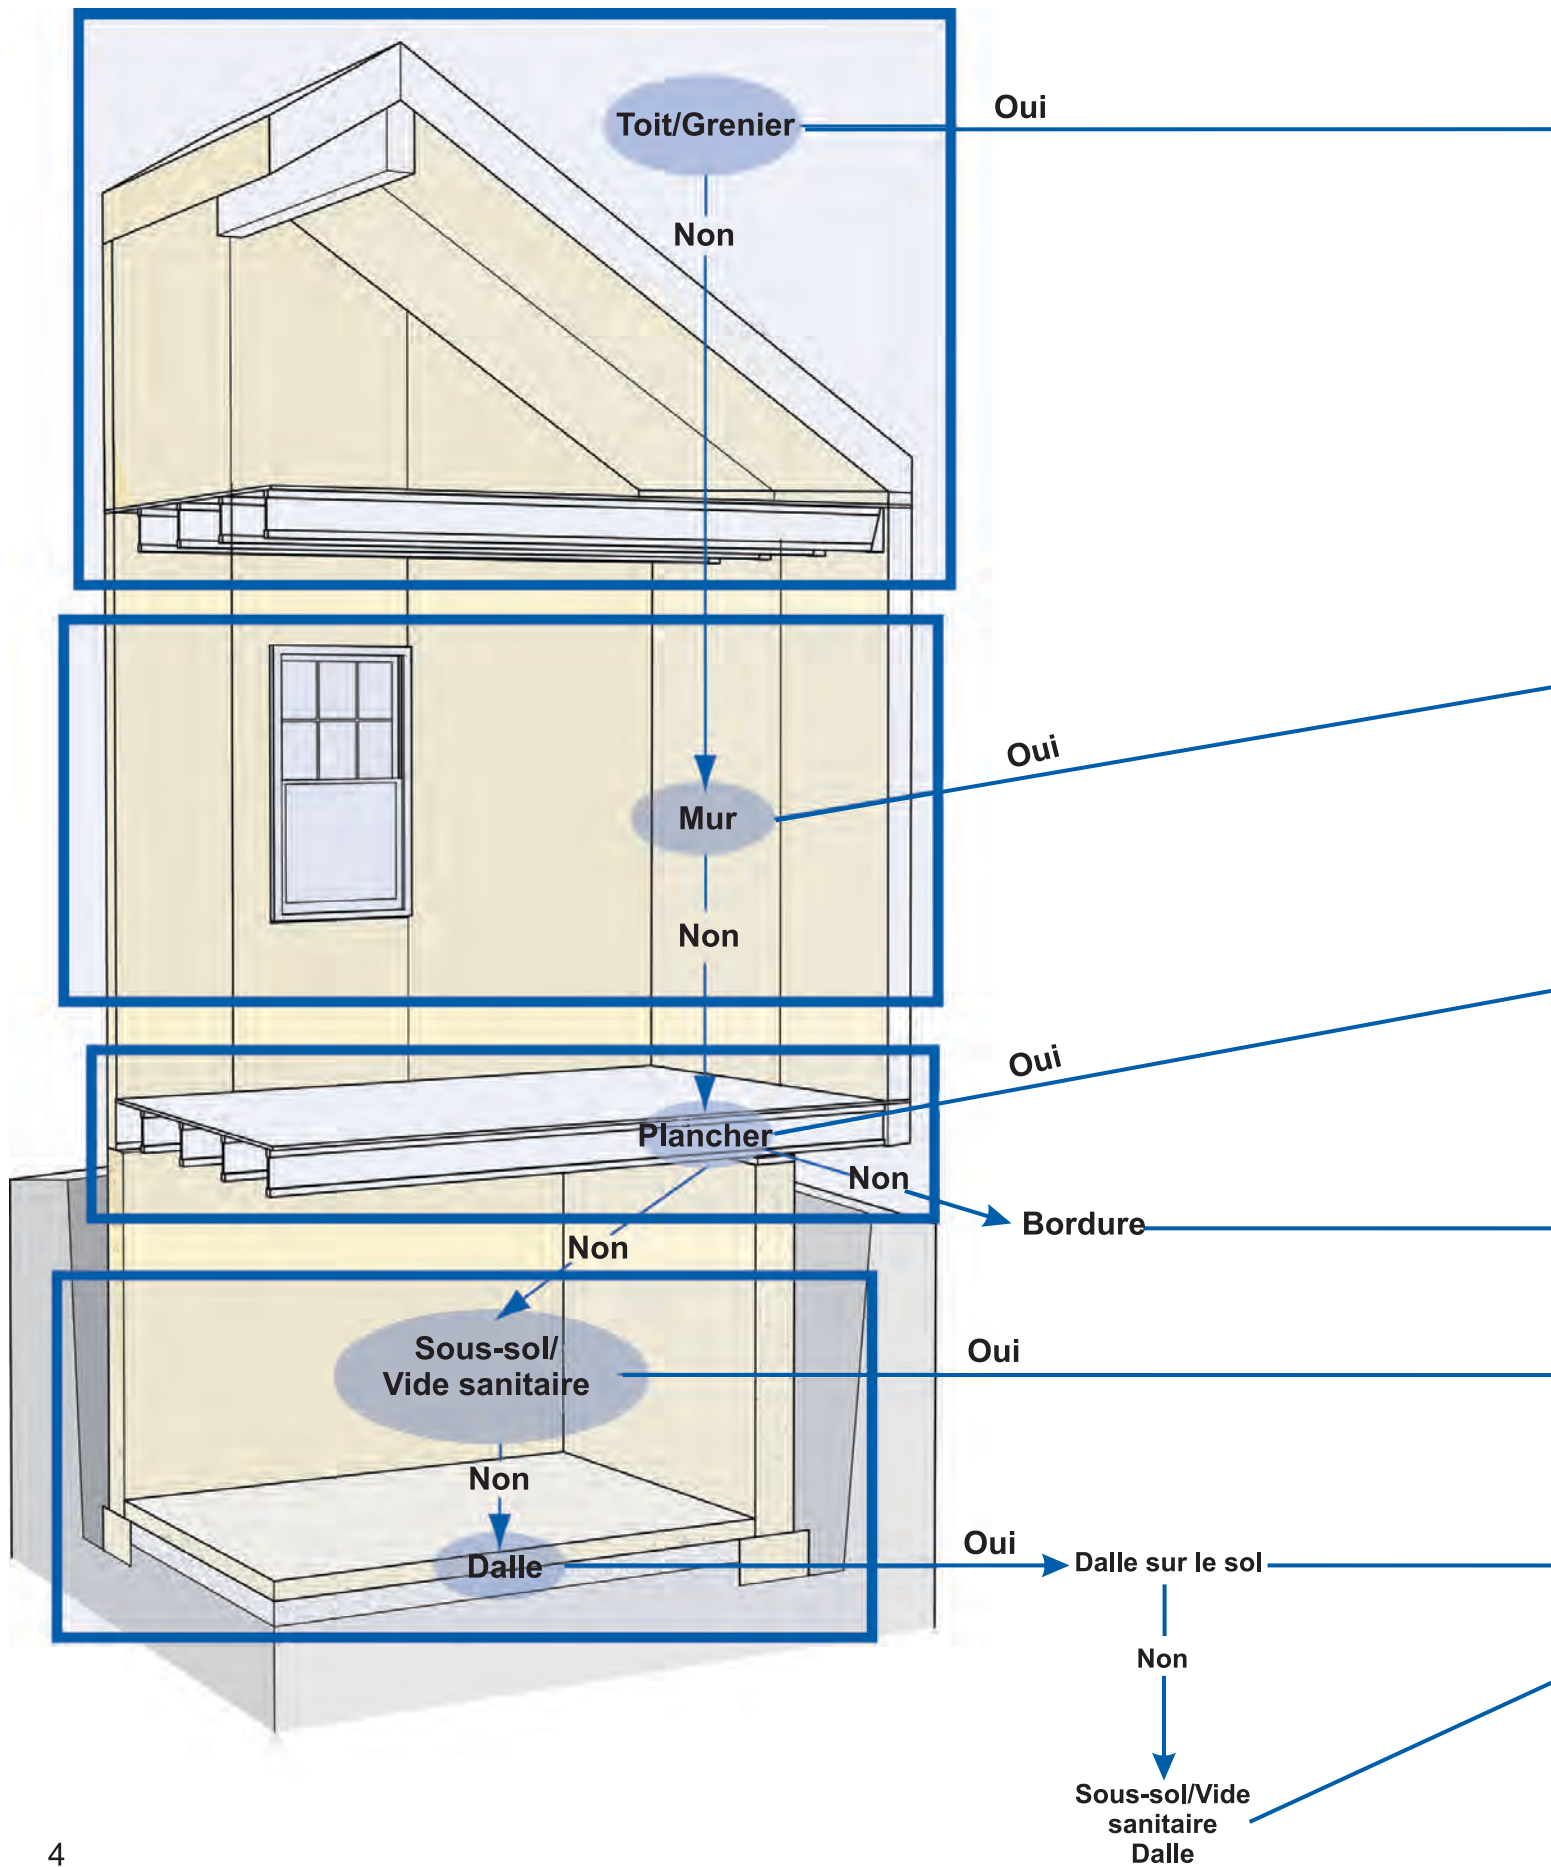 Toit/Grenier
Oui
Non
Oui
Mur
Non
Oui
Plancher
Non
Bordure
Non
Sous-sol/
Vide sanitaire
Oui
Non
Dalle
Oui
Dalle sur le sol
Non
Sous-sol/Vide
sanitaire
Dalle
4